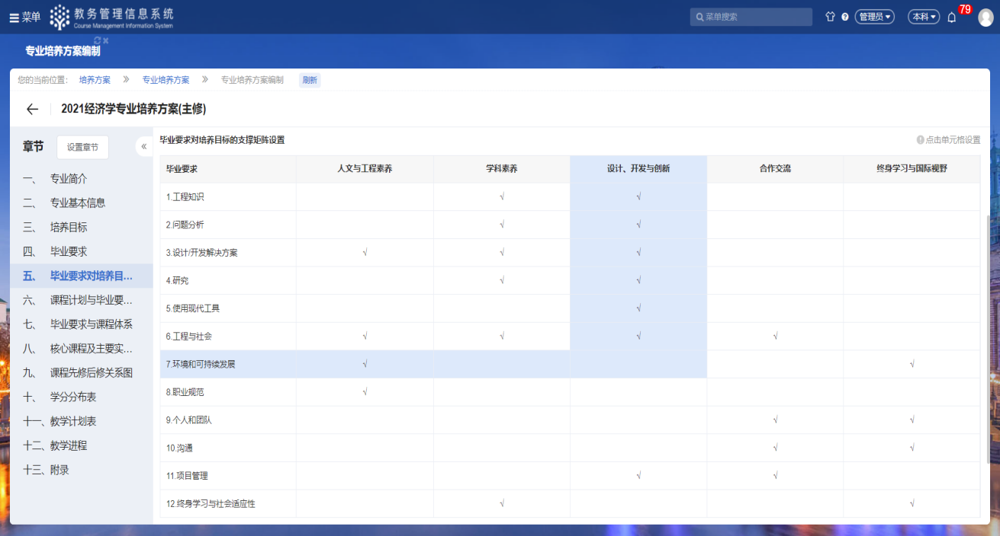 菜单 教务管理信息系统 菜单搜索 管理员 本科 79
Course Management Information System
专业培养方案编制
您的当前位置: 培养方案 » 专业培养方案 » 专业培养方案编制 刷新
← 2021经济学专业培养方案(主修)
章节 设置章节 «
一、 专业简介
二、 专业基本信息
三、 培养目标
四、 毕业要求
五、 毕业要求对培养目...
六、 课程计划与毕业要...
七、 毕业要求与课程体系
八、 核心课程及主要实...
九、 课程先修后修关系图
十、 学分分布表
十一、教学计划表
十二、教学进程
十三、附录
毕业要求对培养目标的支撑矩阵设置 点击单元格设置
毕业要求 人文与工程素养 学科素养 设计、开发与创新 合作交流 终身学习与国际视野
1.工程知识 √ √
2.问题分析 √ √
3.设计/开发解决方案 √ √ √
4.研究 √ √
5.使用现代工具 √
6.工程与社会 √ √ √ √
7.环境和可持续发展 √ √
8.职业规范 √
9.个人和团队 √ √
10.沟通 √ √
11.项目管理 √ √
12.终身学习与社会适应性 √ √